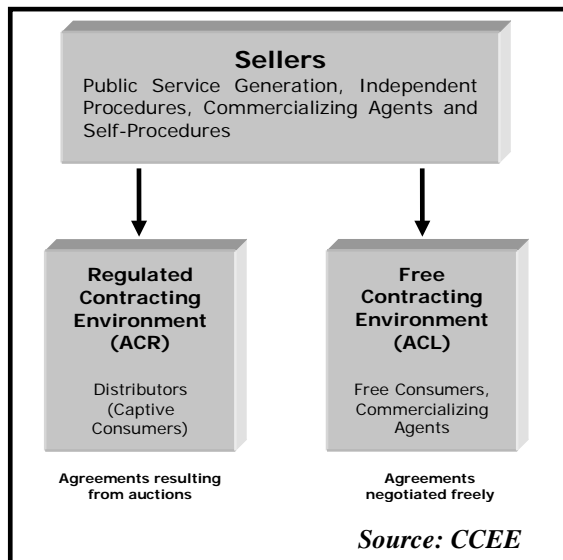 Sellers
Public Service Generation, Independent
Procedures, Commercializing Agents and
Self-Procedures
Regulated
Contracting
Environment
(ACR)
Distributors
(Captive
Consumers)
Agreements resulting
from auctions
Free
Contracting
Environment
(ACL)
Free Consumers,
Commercializing
Agents
Agreements
negotiated freely
Source: CCEE